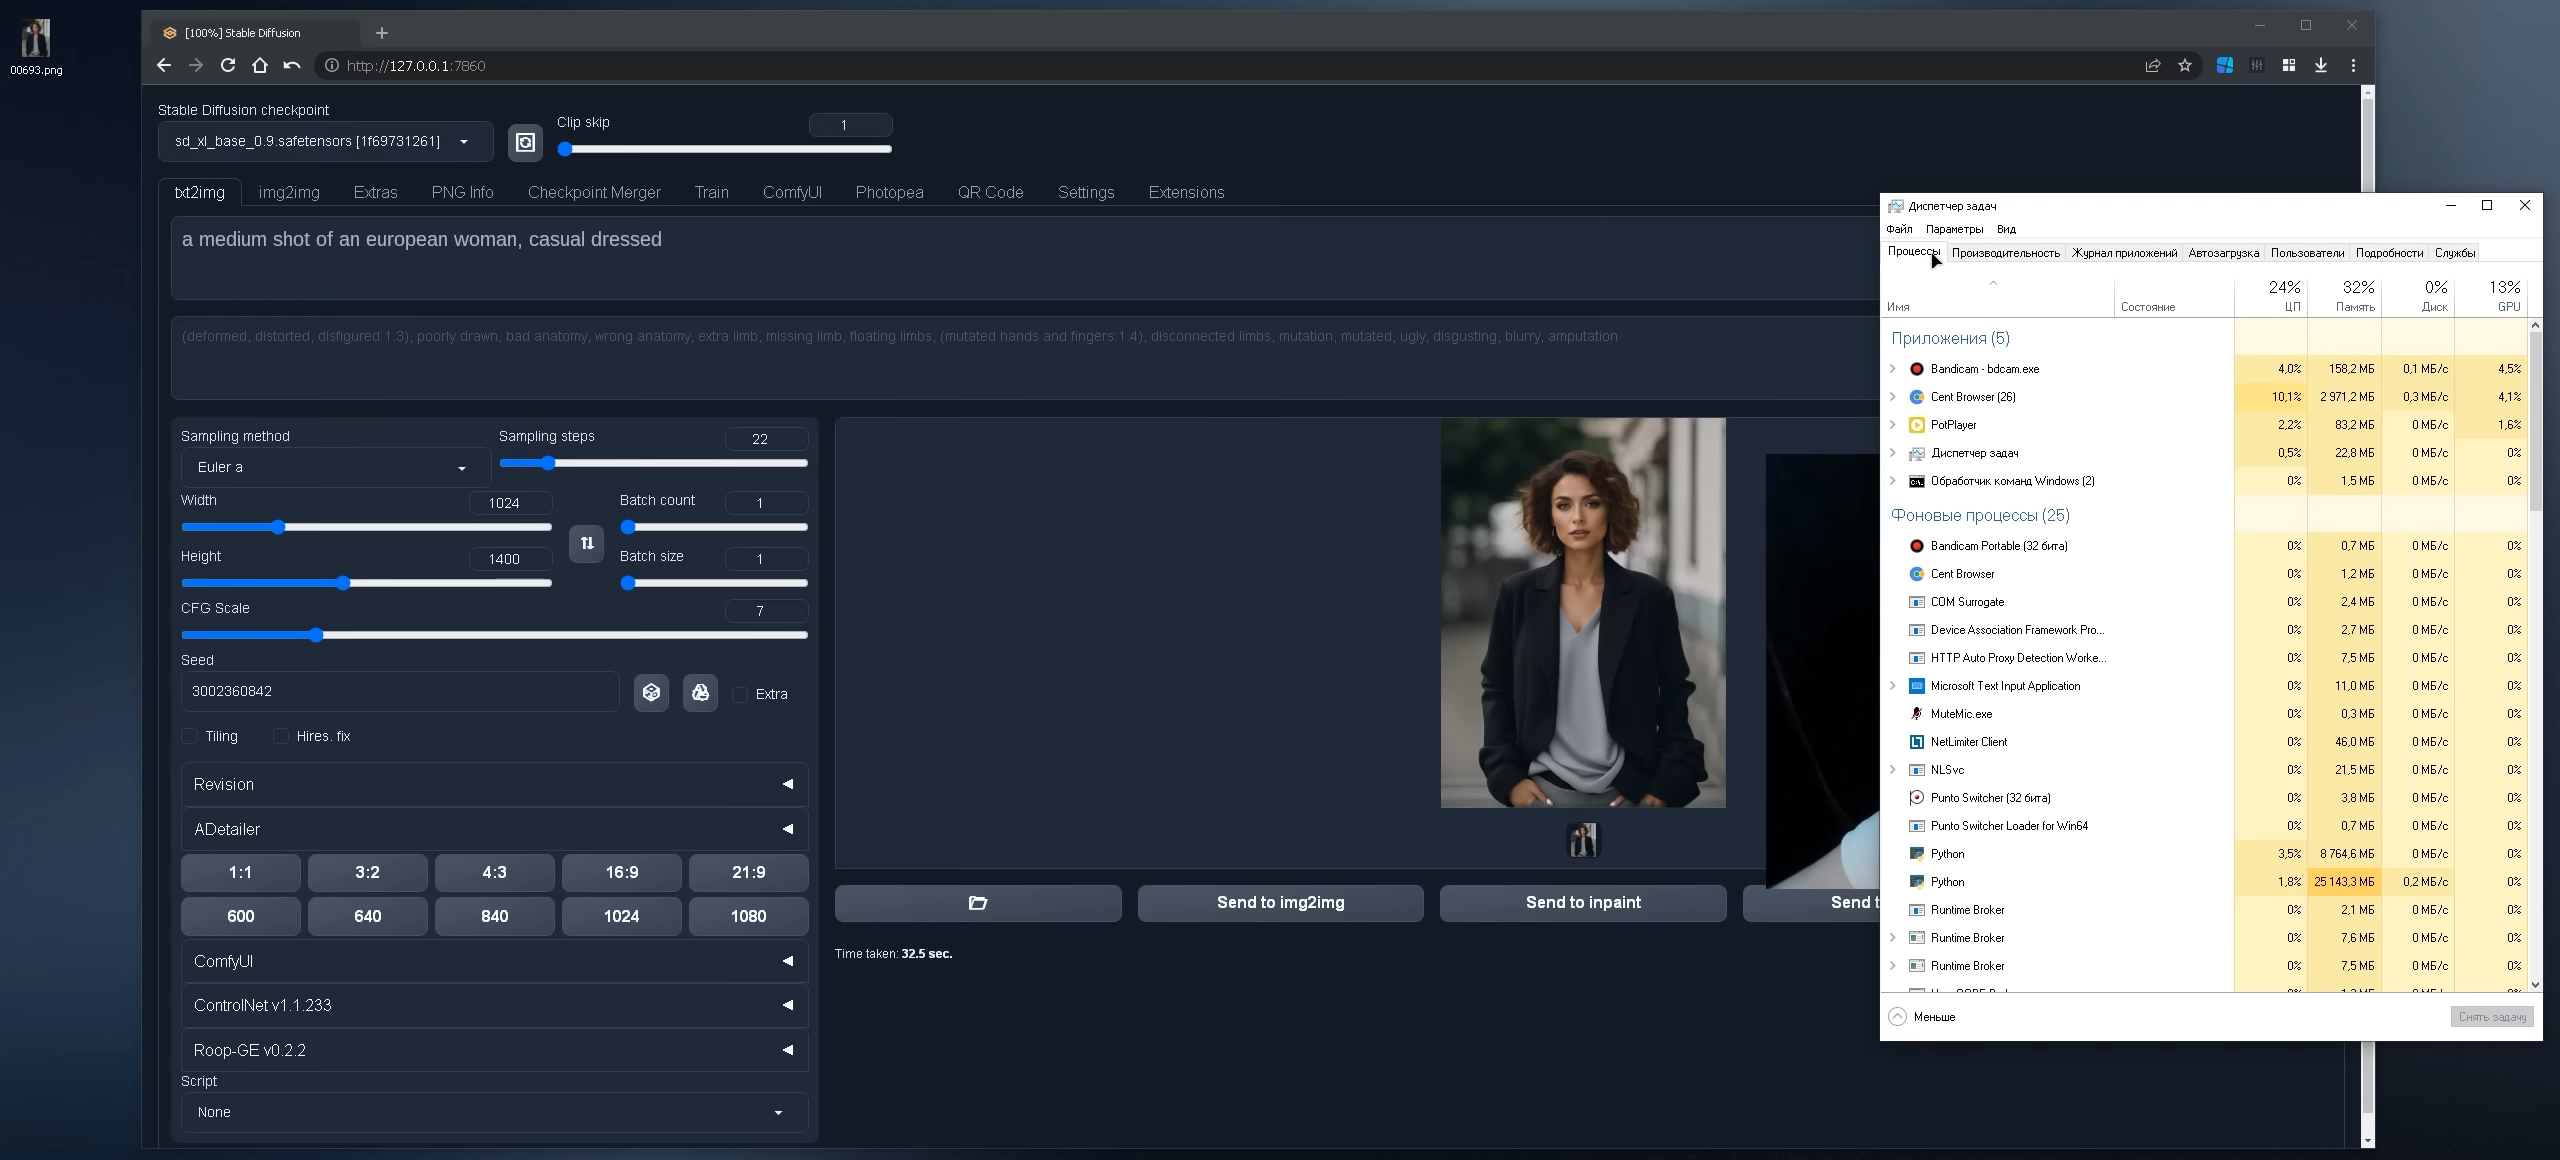 00693.png
[100%] Stable Diffusion
http://127.0.0.1:7860
Stable Diffusion checkpoint
sd_xl_base_0.9.safetensors [1f69731261]
Clip skip
1
txt2img img2img Extras PNG Info Checkpoint Merger Train ComfyUI Photopea QR Code Settings Extensions
a medium shot of an european woman, casual dressed
(deformed, distorted, disfigured:1.3), poorly drawn, bad anatomy, wrong anatomy, extra limb, missing limb, floating limbs, (mutated hands and fingers:1.4), disconnected limbs, mutation, mutated, ugly, disgusting, blurry, amputation
Sampling method
Euler a
Sampling steps
22
Width
1024
Batch count
1
Height
1400
Batch size
1
CFG Scale
7
Seed
3002360842
Extra
Tiling
Hires. fix
Revision
ADetailer
1:1 3:2 4:3 16:9 21:9
600 640 840 1024 1080
ComfyUI
ControlNet v1.1.233
Roop-GE v0.2.2
Script
None
Send to img2img
Send to inpaint
Send t
Time taken: 32.5 sec.
Диспетчер задач
Файл Параметры Вид
Процессы Производительность Журнал приложений Автозагрузка Пользователи Подробности Службы
24% 32% 0% 13%
Имя Состояние ЦП Память Диск GPU
Приложения (5)
Bandicam - bdcam.exe 4,0% 158,2 МБ 0,1 МБ/с 4,5%
Cent Browser (26) 10,1% 2 971,2 МБ 0,3 МБ/с 4,1%
PotPlayer 2,2% 83,2 МБ 0 МБ/с 1,6%
Диспетчер задач 0,5% 22,8 МБ 0 МБ/с 0%
Обработчик команд Windows (2) 0% 1,5 МБ 0 МБ/с 0%
Фоновые процессы (25)
Bandicam Portable (32 бита) 0% 0,7 МБ 0 МБ/с 0%
Cent Browser 0% 1,2 МБ 0 МБ/с 0%
COM Surrogate 0% 2,4 МБ 0 МБ/с 0%
Device Association Framework Pro... 0% 2,7 МБ 0 МБ/с 0%
HTTP Auto Proxy Detection Worke... 0% 7,5 МБ 0 МБ/с 0%
Microsoft Text Input Application 0% 11,0 МБ 0 МБ/с 0%
MuteMic.exe 0% 0,3 МБ 0 МБ/с 0%
NetLimiter Client 0% 46,0 МБ 0 МБ/с 0%
NLSvc 0% 21,5 МБ 0 МБ/с 0%
Punto Switcher (32 бита) 0% 3,8 МБ 0 МБ/с 0%
Punto Switcher Loader for Win64 0% 0,7 МБ 0 МБ/с 0%
Python 3,5% 8 764,6 МБ 0 МБ/с 0%
Python 1,8% 25 143,3 МБ 0,2 МБ/с 0%
Runtime Broker 0% 2,1 МБ 0 МБ/с 0%
Runtime Broker 0% 7,6 МБ 0 МБ/с 0%
Runtime Broker 0% 7,5 МБ 0 МБ/с 0%
Меньше
Снять задачу